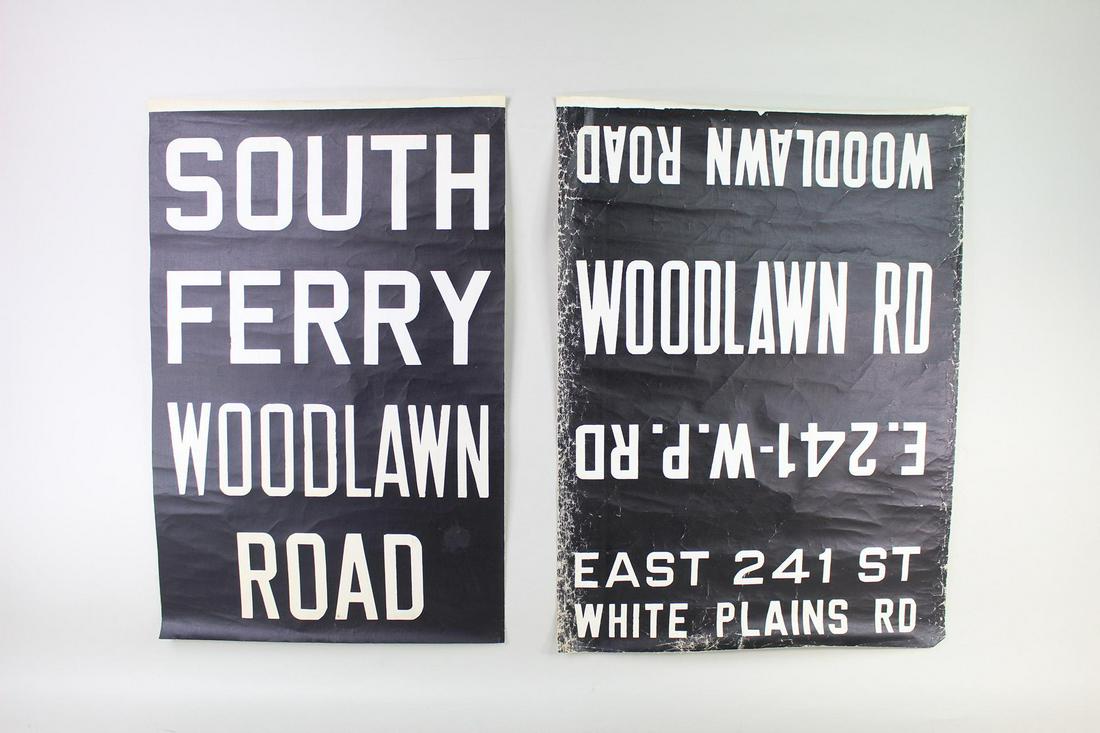 SOUTH
FERRY
WOODLAWN
ROAD
WOODLAWN ROAD
WOODLAWN RD
E.241-W.P.RD
EAST 241 ST
WHITE PLAINS RD